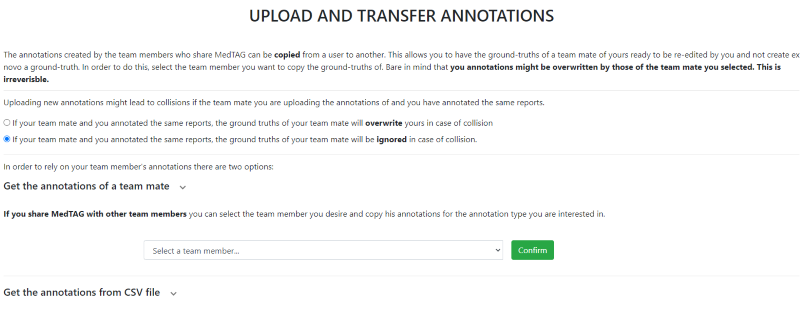 UPLOAD AND TRANSFER ANNOTATIONS
The annotations created by the team members who share MedTAG can be copied from a user to another. This allows you to have the ground-truths of a team mate of yours ready to be re-edited by you and not create ex
novo a ground-truth. In order to do this, select the team member you want to copy the ground-truths of. Bare in mind that you annotations might be overwritten by those of the team mate you selected. This is
irreverisble.
Uploading new annotations might lead to collisions if the team mate you are uploading the annotations of and you have annotated the same reports.
If your team mate and you annotated the same reports, the ground truths of your team mate will overwrite yours in case of collision
If your team mate and you annotated the same reports, the ground truths of your team mate will be ignored in case of collision.
In order to rely on your team member's annotations there are two options:
Get the annotations of a team mate
If you share MedTAG with other team members you can select the team member you desire and copy his annotations for the annotation type you are interested in.
Select a team member... Confirm
Get the annotations from CSV file